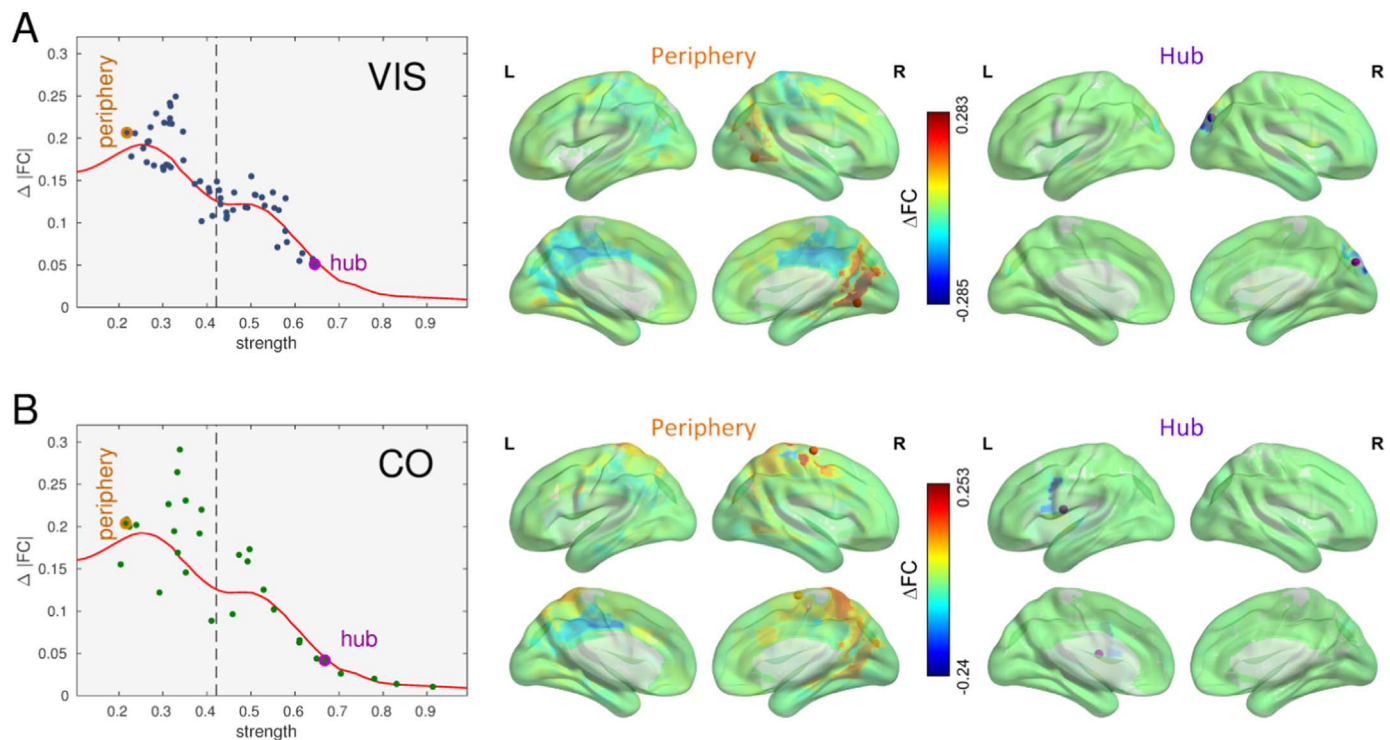 A
VIS
periphery
hub
Δ |FC|
0.3
0.25
0.2
0.15
0.1
0.05
0
0.2 0.3 0.4 0.5 0.6 0.7 0.8 0.9
strength
Periphery
L R
0.283
ΔFC
-0.285
Hub
L R
B
CO
periphery
hub
Δ |FC|
0.3
0.25
0.2
0.15
0.1
0.05
0
0.2 0.3 0.4 0.5 0.6 0.7 0.8 0.9
strength
Periphery
L R
0.253
ΔFC
-0.24
Hub
L R